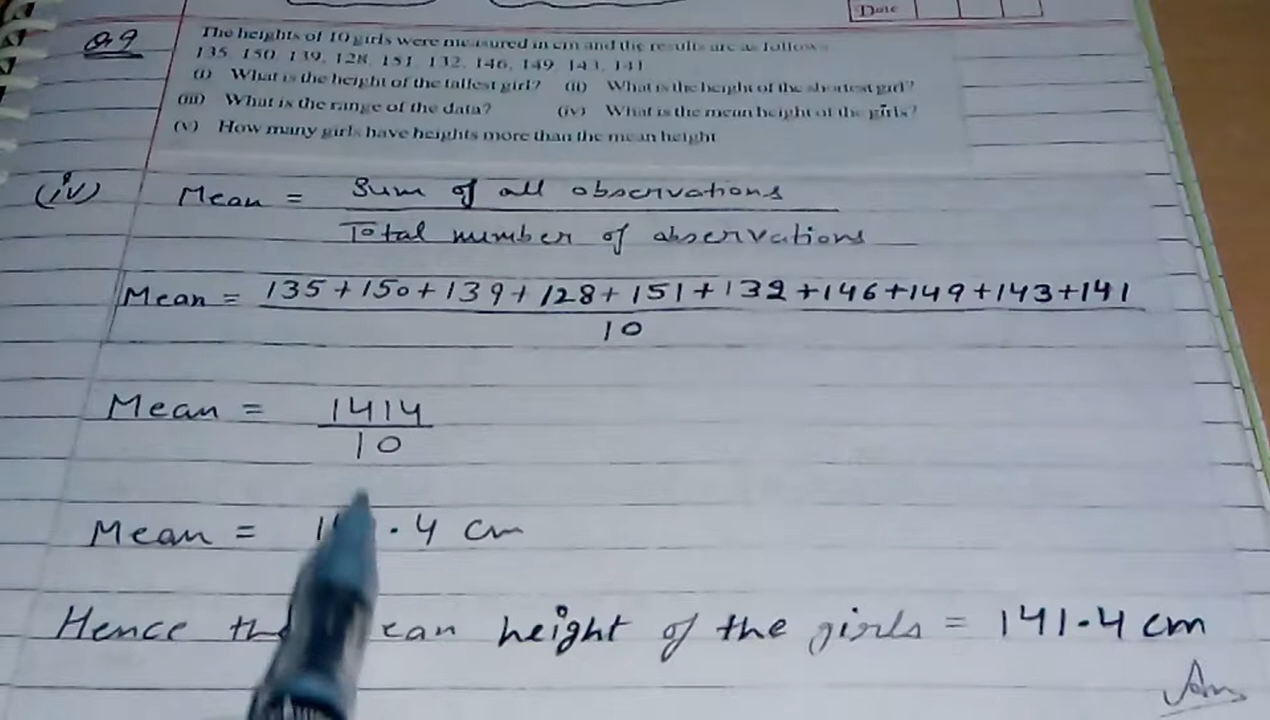 Date
Q.9
The heights of 10 girls were measured in cm and the results are as follows
135, 150, 139, 128, 151, 132, 146, 149, 143, 141
(i) What is the height of the tallest girl? (ii) What is the height of the shortest girl?
(iii) What is the range of the data? (iv) What is the mean height of the girls?
(v) How many girls have heights more than the mean height
(iv) Mean = Sum of all observations
Total number of observations
Mean = 135+150+139+128+151+132+146+149+143+141
10
Mean = 1414
10
Mean = .4 cm
Hence height of the girls = 141.4 cm
Ans